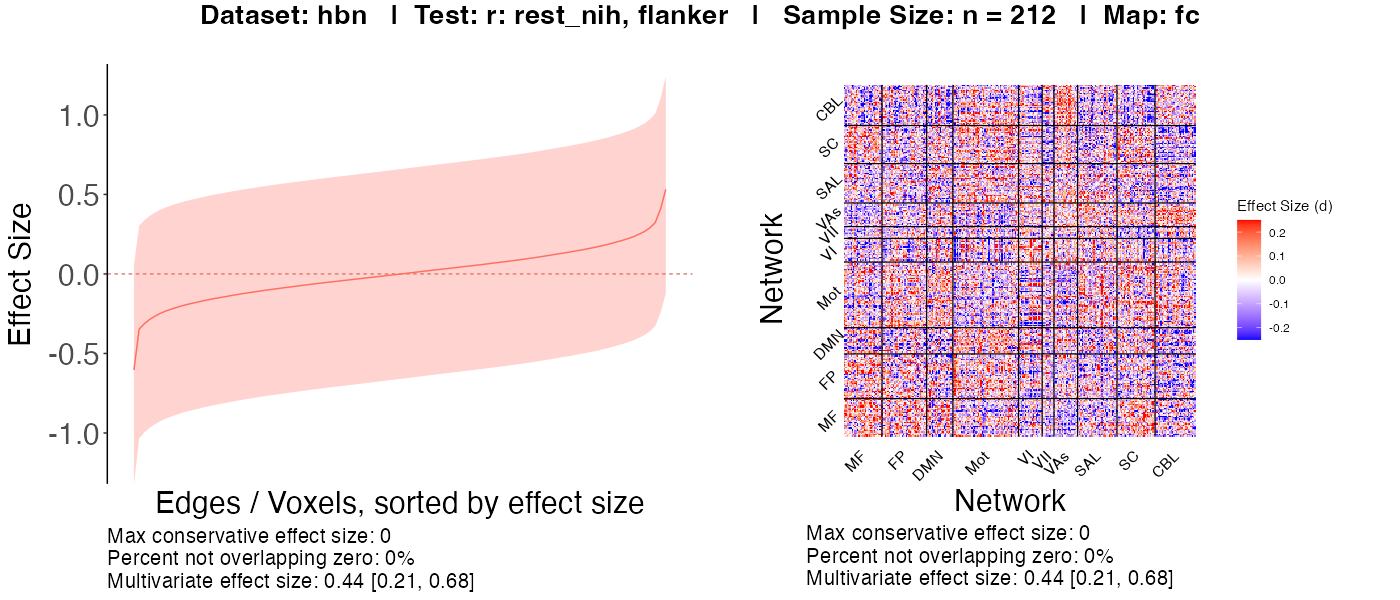 Dataset: hbn | Test: r: rest_nih, flanker | Sample Size: n = 212 | Map: fc
Effect Size
1.0
0.5
0.0
-0.5
-1.0
Edges / Voxels, sorted by effect size
Max conservative effect size: 0
Percent not overlapping zero: 0%
Multivariate effect size: 0.44 [0.21, 0.68]
Network
CBL
SC
SAL
VAs
VII
VI
Mot
DMN
FP
MF
MF
FP
DMN
Mot
VI
VII
VAs
SAL
SC
CBL
Network
Max conservative effect size: 0
Percent not overlapping zero: 0%
Multivariate effect size: 0.44 [0.21, 0.68]
Effect Size (d)
0.2
0.1
0.0
-0.1
-0.2